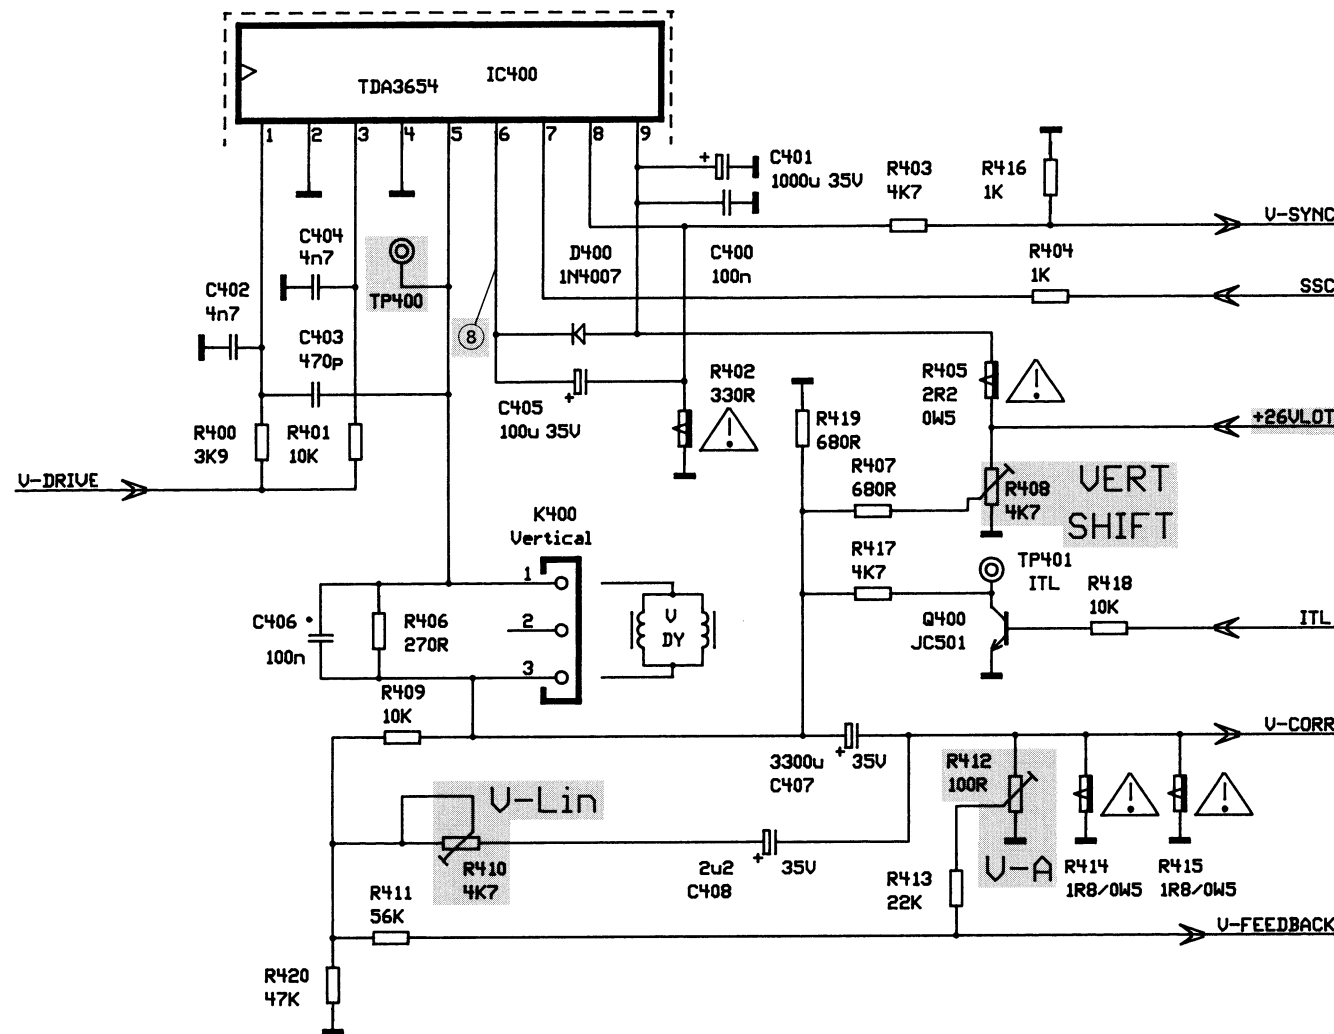 TDA3654
IC400
1
2
3
4
5
6
7
8
9
+
C401
1000u 35V
R403
4K7
R416
1K
V-SYNC
C404
4n7
TP400
D400
1N4007
C400
100n
R404
1K
SSC
C402
4n7
8
C403
470p
C405
+
100u 35V
R402
330R
!
R405
2R2
0W5
!
+26VLOT
R400
3K9
R401
10K
V-DRIVE
R419
680R
R407
680R
R408
4K7
VERT
SHIFT
K400
Vertical
1
2
3
V
DY
C406
100n
R406
270R
R417
4K7
TP401
ITL
R418
10K
Q400
JC501
ITL
R409
10K
V-CORR
3300u
+
35V
C407
R412
100R
!
!
V-Lin
R410
4K7
2u2
+
35V
C408
V-A
R414
1R8/0W5
R415
1R8/0W5
R411
56K
R413
22K
V-FEEDBACK
R420
47K